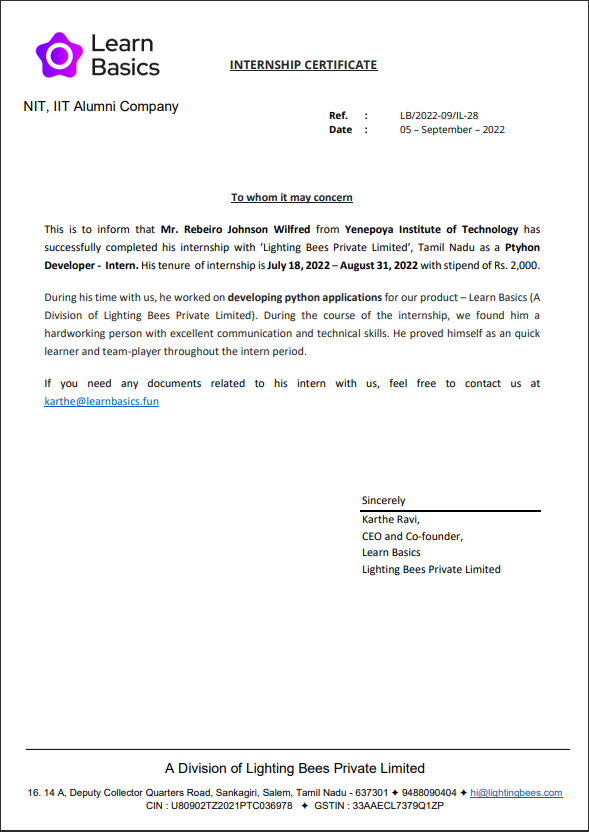 Learn
Basics
INTERNSHIP CERTIFICATE
NIT, IIT Alumni Company
Ref. : LB/2022-09/IL-28
Date : 05 – September – 2022
To whom it may concern
This is to inform that Mr. Rebeiro Johnson Wilfred from Yenepoya Institute of Technology has
successfully completed his internship with ‘Lighting Bees Private Limited’, Tamil Nadu as a Ptyhon
Developer - Intern. His tenure of internship is July 18, 2022 – August 31, 2022 with stipend of Rs. 2,000.
During his time with us, he worked on developing python applications for our product – Learn Basics (A
Division of Lighting Bees Private Limited). During the course of the internship, we found him a
hardworking person with excellent communication and technical skills. He proved himself as an quick
learner and team-player throughout the intern period.
If you need any documents related to his intern with us, feel free to contact us at
karthe@learnbasics.fun
Sincerely
Karthe Ravi,
CEO and Co-founder,
Learn Basics
Lighting Bees Private Limited
A Division of Lighting Bees Private Limited
16. 14 A, Deputy Collector Quarters Road, Sankagiri, Salem, Tamil Nadu - 637301 ✦ 9488090404 ✦ hi@lightingbees.com
CIN : U80902TZ2021PTC036978 ✦ GSTIN : 33AAECL7379Q1ZP